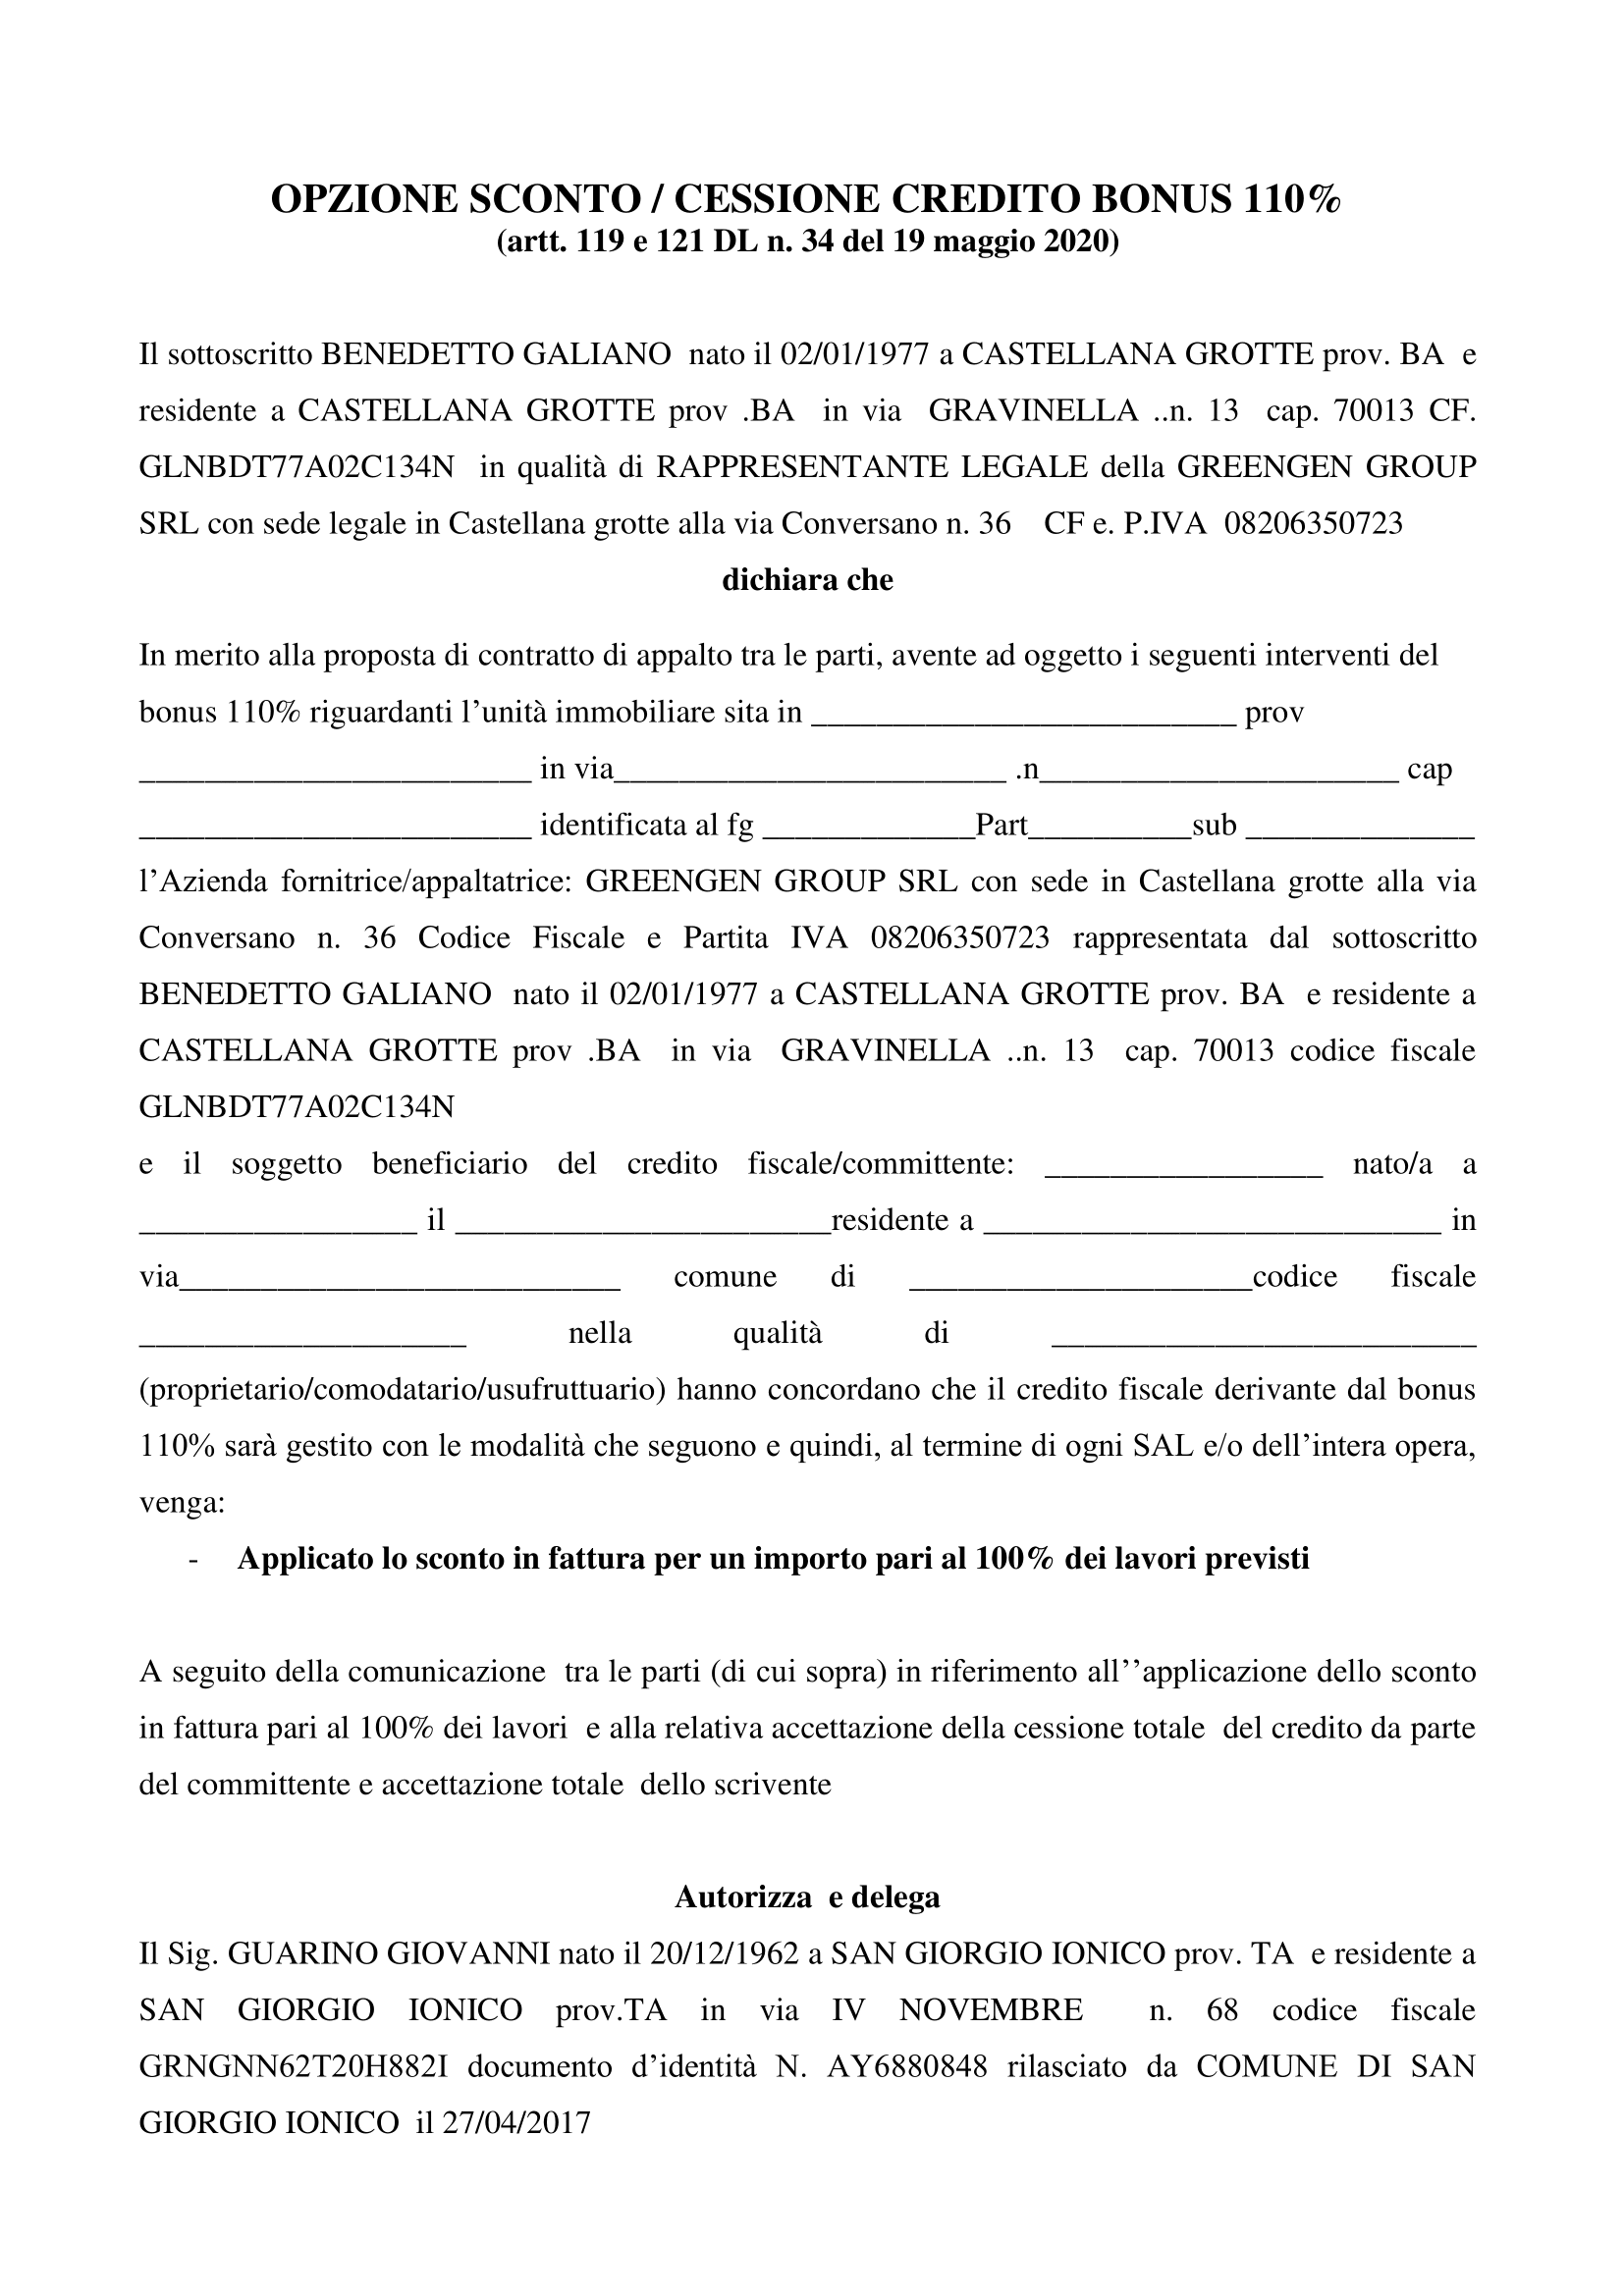 OPZIONE SCONTO / CESSIONE CREDITO BONUS 110%
(artt. 119 e 121 DL n. 34 del 19 maggio 2020)
Il sottoscritto BENEDETTO GALIANO  nato il 02/01/1977 a CASTELLANA GROTTE prov. BA  e
residente a CASTELLANA GROTTE prov .BA  in via  GRAVINELLA ..n. 13  cap. 70013 CF.
GLNBDT77A02C134N  in qualità di RAPPRESENTANTE LEGALE della GREENGEN GROUP
SRL con sede legale in Castellana grotte alla via Conversano n. 36    CF e. P.IVA  08206350723
dichiara che
In merito alla proposta di contratto di appalto tra le parti, avente ad oggetto i seguenti interventi del
bonus 110% riguardanti l’unità immobiliare sita in __________________________ prov
________________________ in via________________________ .n______________________ cap
________________________ identificata al fg _____________Part__________sub ______________
l’Azienda fornitrice/appaltatrice: GREENGEN GROUP SRL con sede in Castellana grotte alla via
Conversano n. 36 Codice Fiscale e Partita IVA 08206350723 rappresentata dal sottoscritto
BENEDETTO GALIANO  nato il 02/01/1977 a CASTELLANA GROTTE prov. BA  e residente a
CASTELLANA GROTTE prov .BA  in via  GRAVINELLA ..n. 13  cap. 70013 codice fiscale
GLNBDT77A02C134N
e il soggetto beneficiario del credito fiscale/committente: _________________ nato/a a
_________________ il _______________________residente a ____________________________ in
via___________________________ comune di _____________________codice fiscale
____________________ nella qualità di __________________________
(proprietario/comodatario/usufruttuario) hanno concordano che il credito fiscale derivante dal bonus
110% sarà gestito con le modalità che seguono e quindi, al termine di ogni SAL e/o dell’intera opera,
venga:
- Applicato lo sconto in fattura per un importo pari al 100% dei lavori previsti
A seguito della comunicazione  tra le parti (di cui sopra) in riferimento all’’applicazione dello sconto
in fattura pari al 100% dei lavori  e alla relativa accettazione della cessione totale  del credito da parte
del committente e accettazione totale  dello scrivente
Autorizza  e delega
Il Sig. GUARINO GIOVANNI nato il 20/12/1962 a SAN GIORGIO IONICO prov. TA  e residente a
SAN GIORGIO IONICO prov.TA in via IV NOVEMBRE  n. 68 codice fiscale
GRNGNN62T20H882I documento d’identità N. AY6880848 rilasciato da COMUNE DI SAN
GIORGIO IONICO  il 27/04/2017